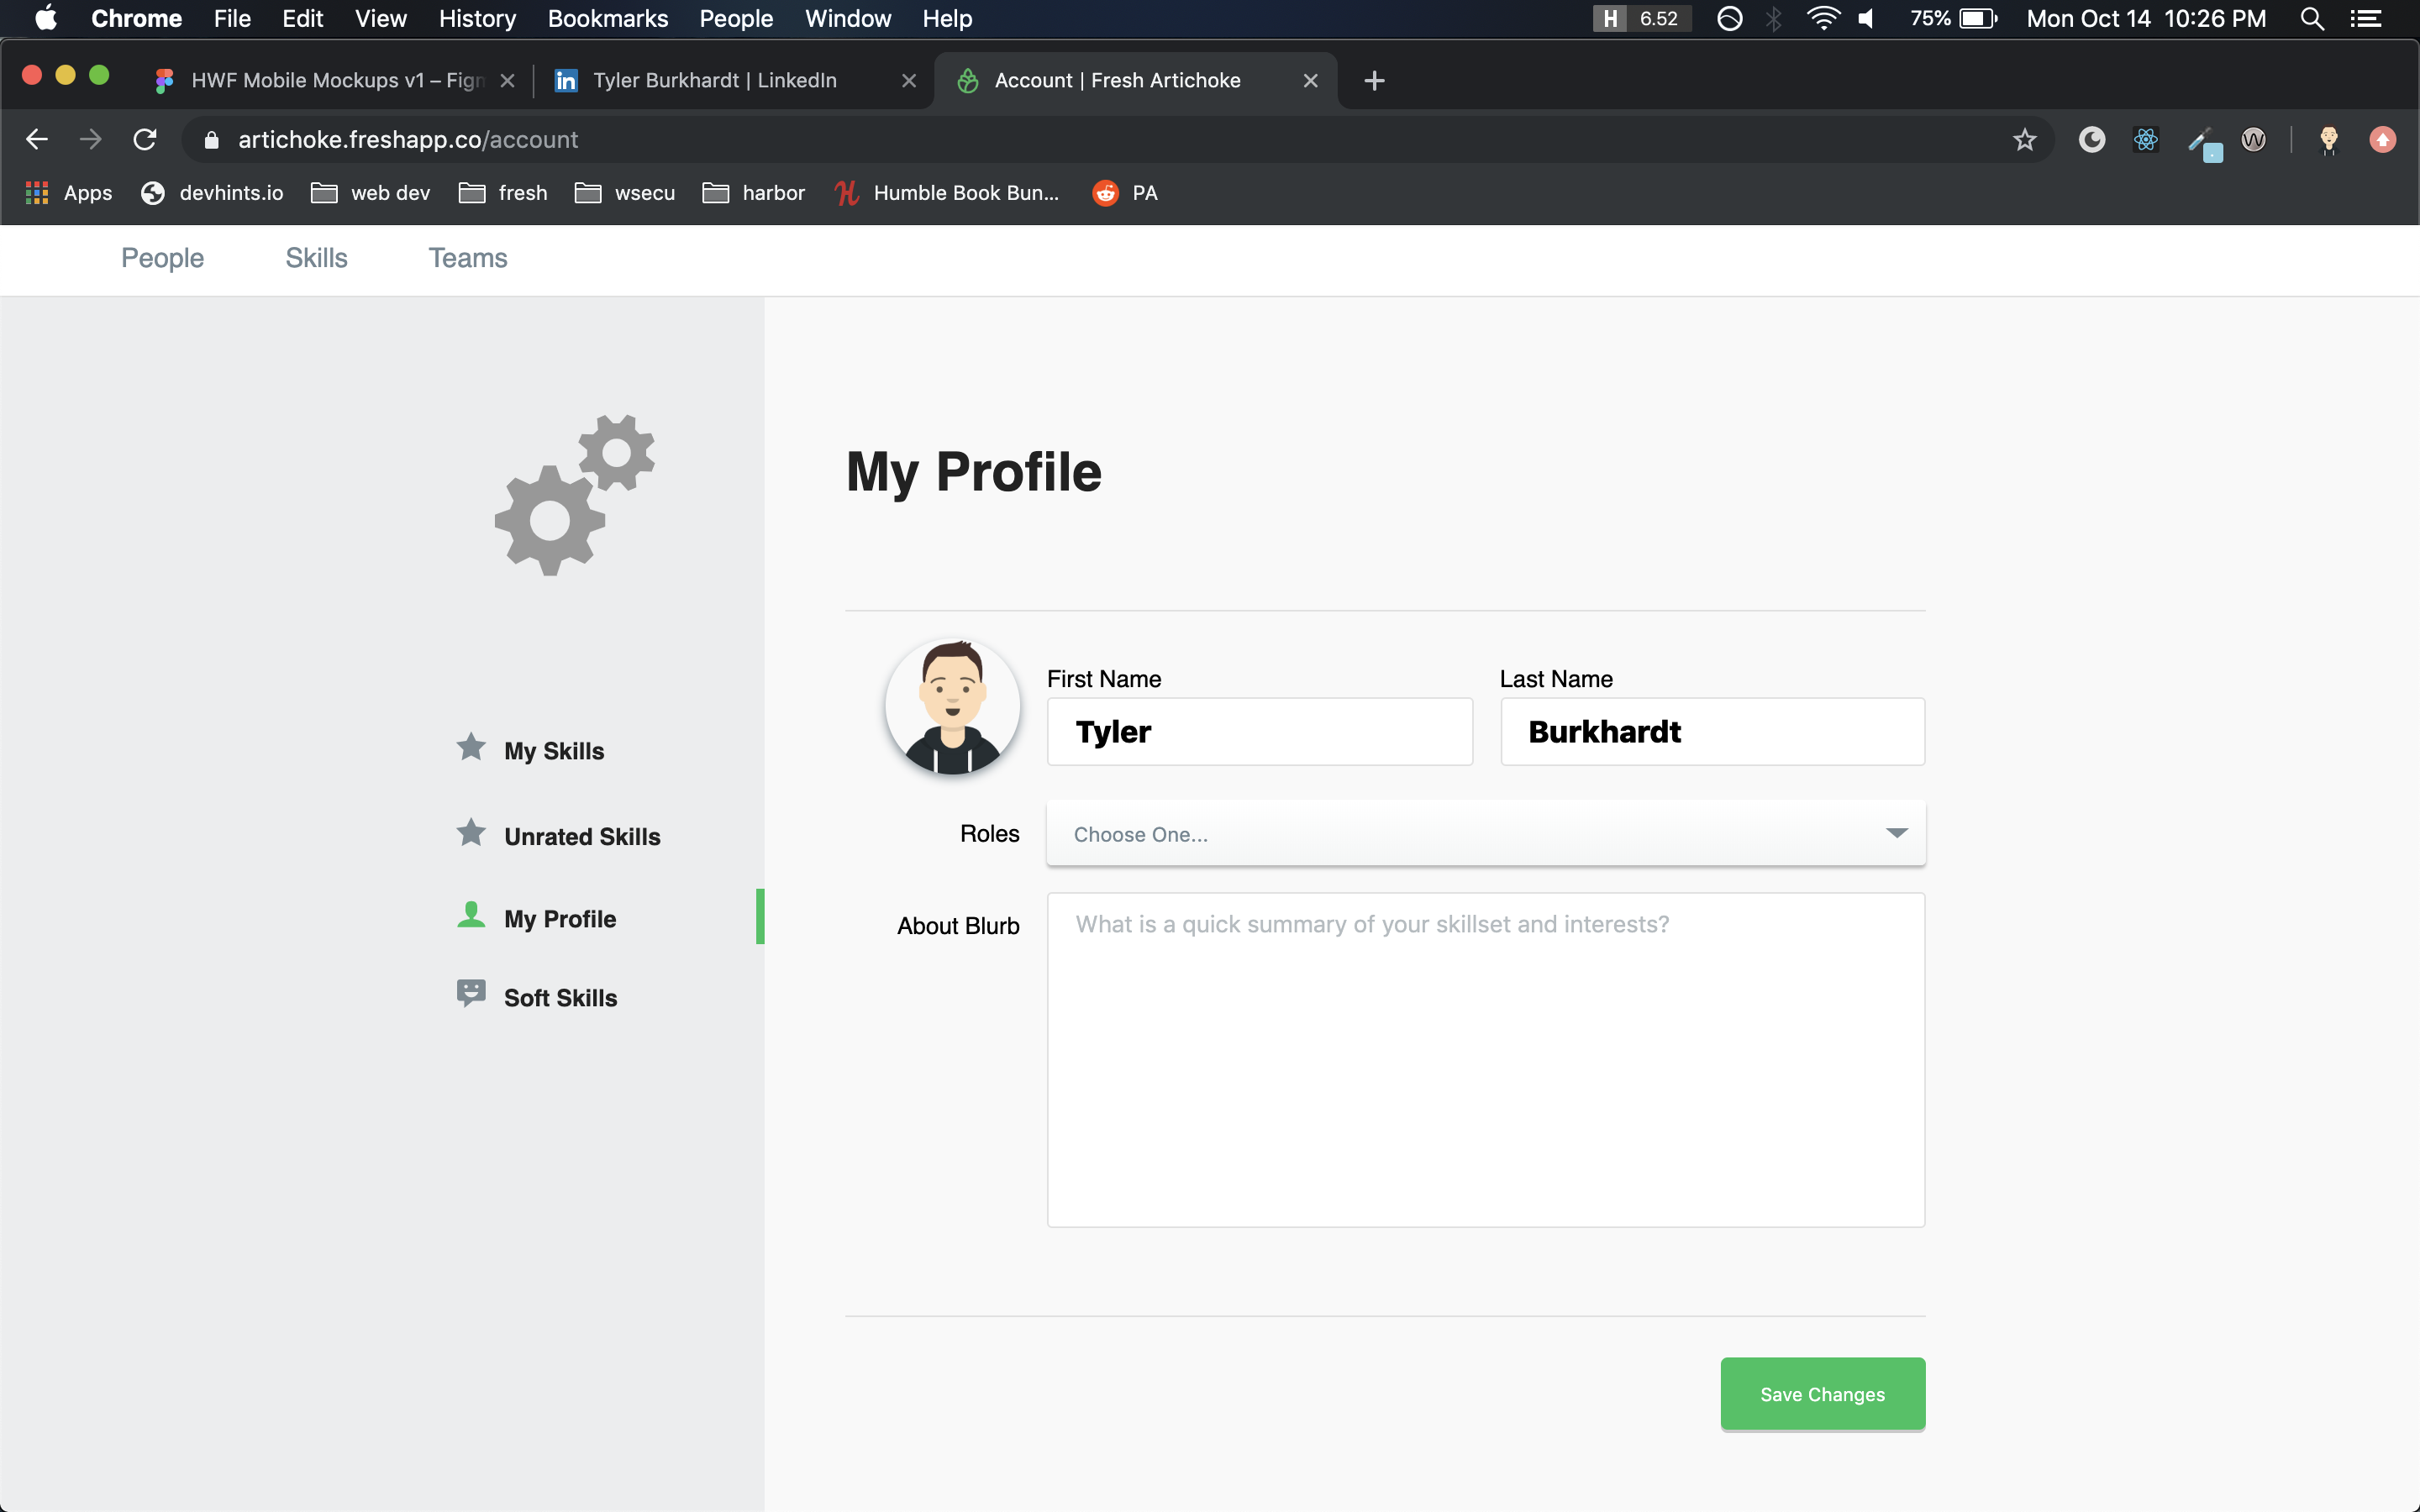 Chrome File Edit View History Bookmarks People Window Help H 6.52 75% Mon Oct 14 10:26 PM
HWF Mobile Mockups v1 – Fig Tyler Burkhardt | LinkedIn Account | Fresh Artichoke
artichoke.freshapp.co/account
Apps devhints.io web dev fresh wsecu harbor Humble Book Bun... PA
People Skills Teams
My Profile
First Name Last Name
Tyler Burkhardt
My Skills
Unrated Skills
My Profile
Soft Skills
Roles Choose One...
About Blurb What is a quick summary of your skillset and interests?
Save Changes